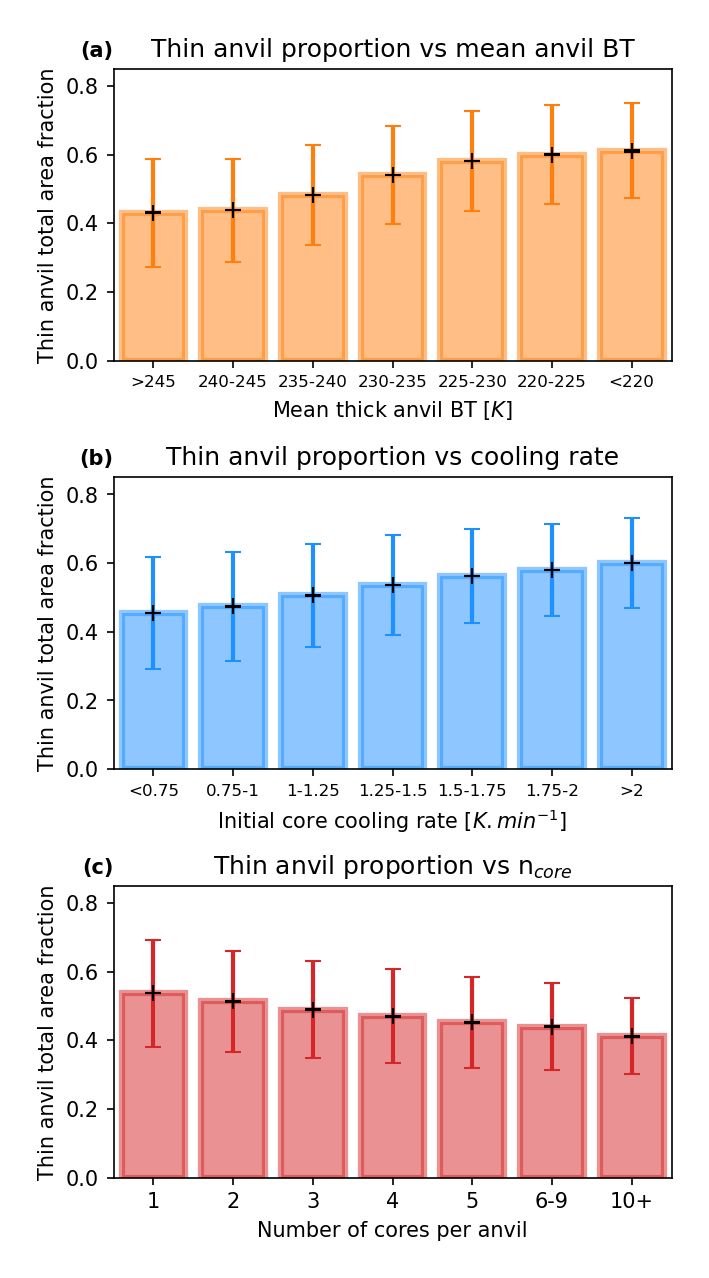 (a) Thin anvil proportion vs mean anvil BT
Thin anvil total area fraction
0.8
0.6
0.4
0.2
0.0
>245 240-245 235-240 230-235 225-230 220-225 <220
Mean thick anvil BT [K]
(b) Thin anvil proportion vs cooling rate
Thin anvil total area fraction
0.8
0.6
0.4
0.2
0.0
<0.75 0.75-1 1-1.25 1.25-1.5 1.5-1.75 1.75-2 >2
Initial core cooling rate [K.min⁻¹]
(c) Thin anvil proportion vs n_core
Thin anvil total area fraction
0.8
0.6
0.4
0.2
0.0
1 2 3 4 5 6-9 10+
Number of cores per anvil